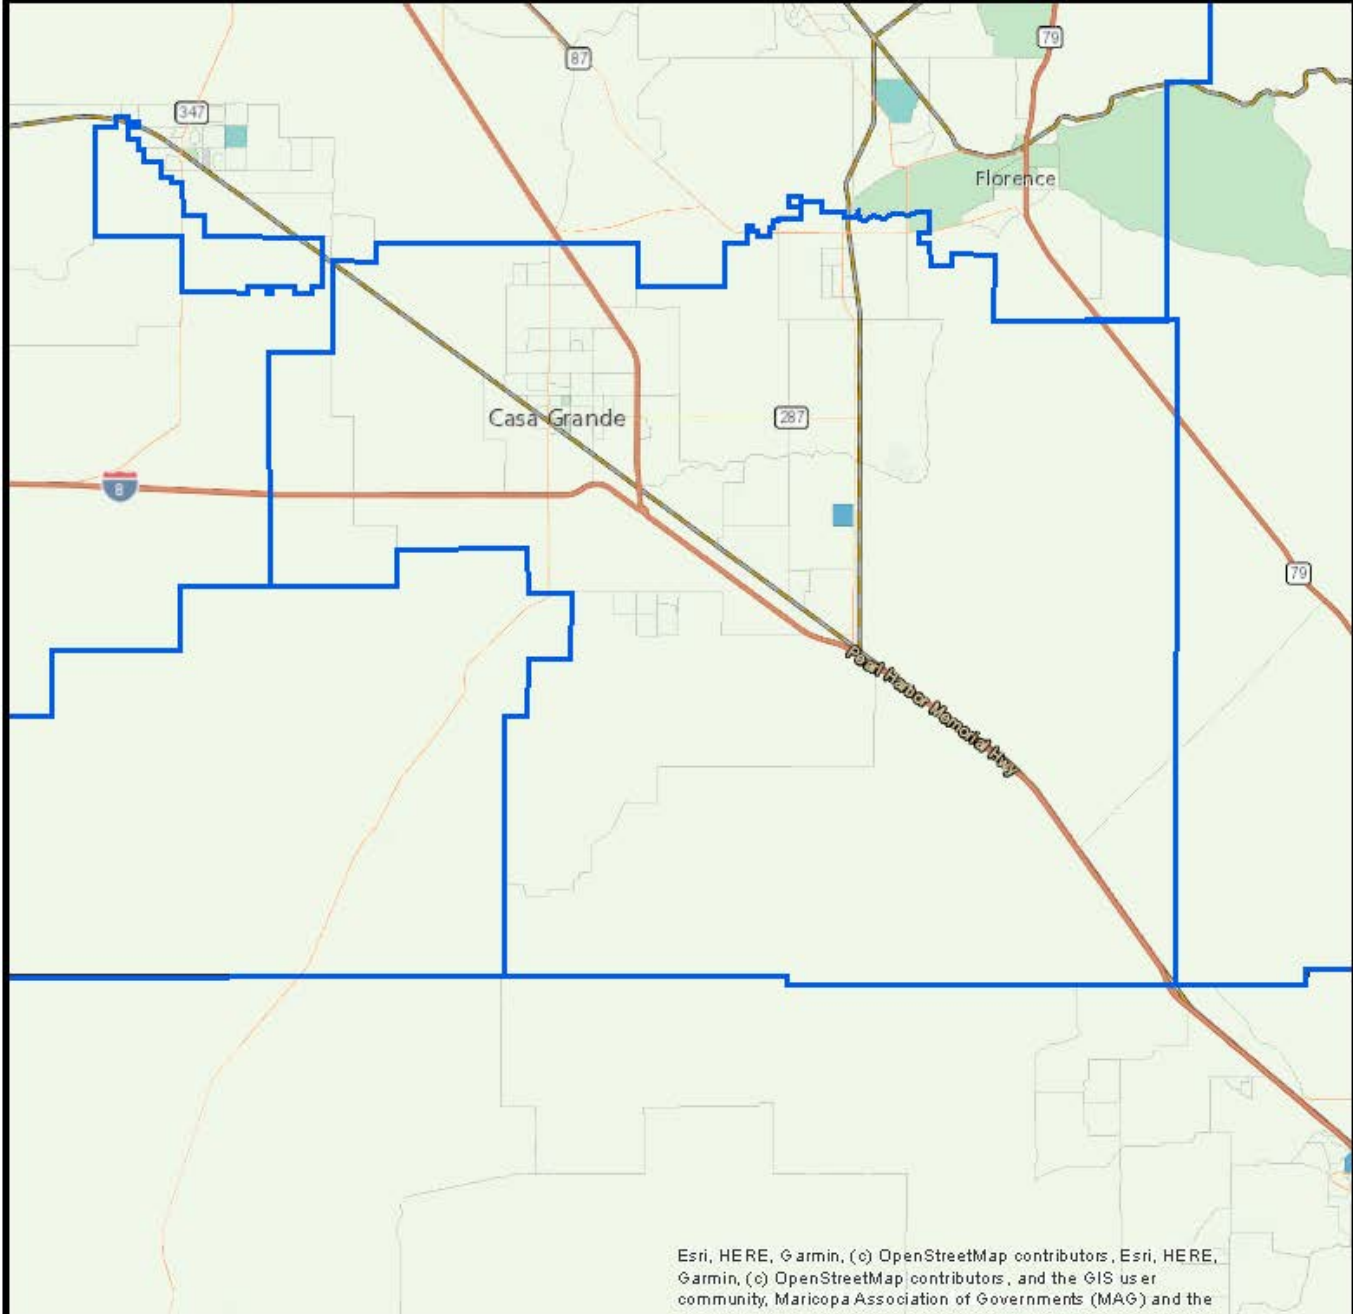 87
79
347
Florence
Casa Grande
287
8
79
Pearl Harbor Memorial Hwy
Esri, HERE, Garmin, (c) OpenStreetMap contributors, Esri, HERE,
Garmin, (c) OpenStreetMap contributors, and the GIS user
community, Maricopa Association of Governments (MAG) and the